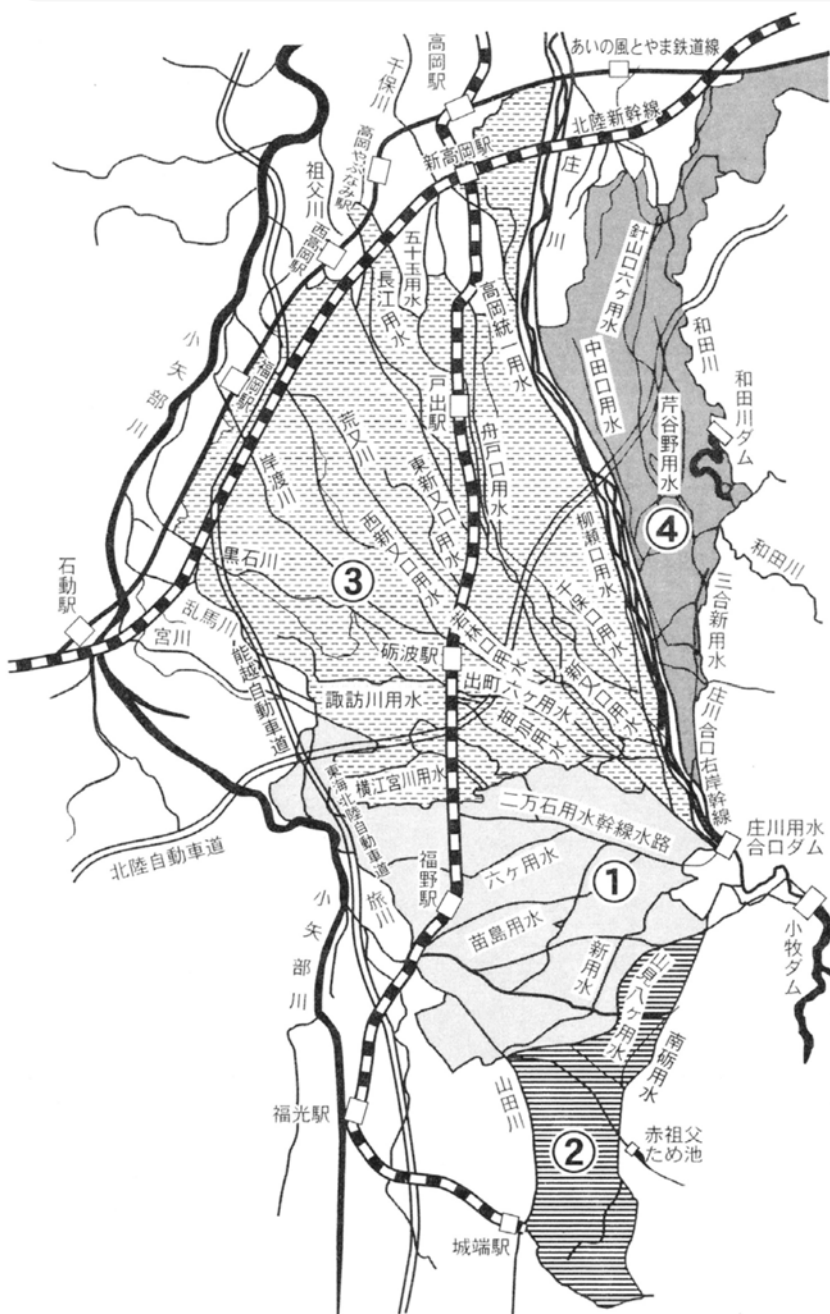 あいの風とやま鉄道線
高岡駅
千保川
北陸新幹線
高岡やぶなみ駅
新高岡駅
庄川
祖父川
西高岡駅
五十玉用水
長江用水
針山口六ヶ用水
高岡統一用水
和田川
中田口用水
小矢部川
福岡駅
戸出駅
和田川ダム
芹谷野用水
荒又川
舟戸口用水
岸渡川
東新又口用水
④
西新又口用水
柳瀬口用水
黒石川
③
和田川
石動駅
千保口用水
三合新用水
乱馬川
若林口用水
宮川
砺波駅
新又口用水
能越自動車道
出町六ヶ用水
諏訪川用水
苗加用水
庄川合口右岸幹線
東海北陸自動車道
横江宮川用水
二万石用水幹線水路
庄川用水
合口ダム
北陸自動車道
六ヶ用水
①
福野駅
旅川
小牧ダム
小矢部川
苗島用水
新用水
山見八ヶ用水
南砺用水
山田川
福光駅
赤祖父
ため池
②
城端駅